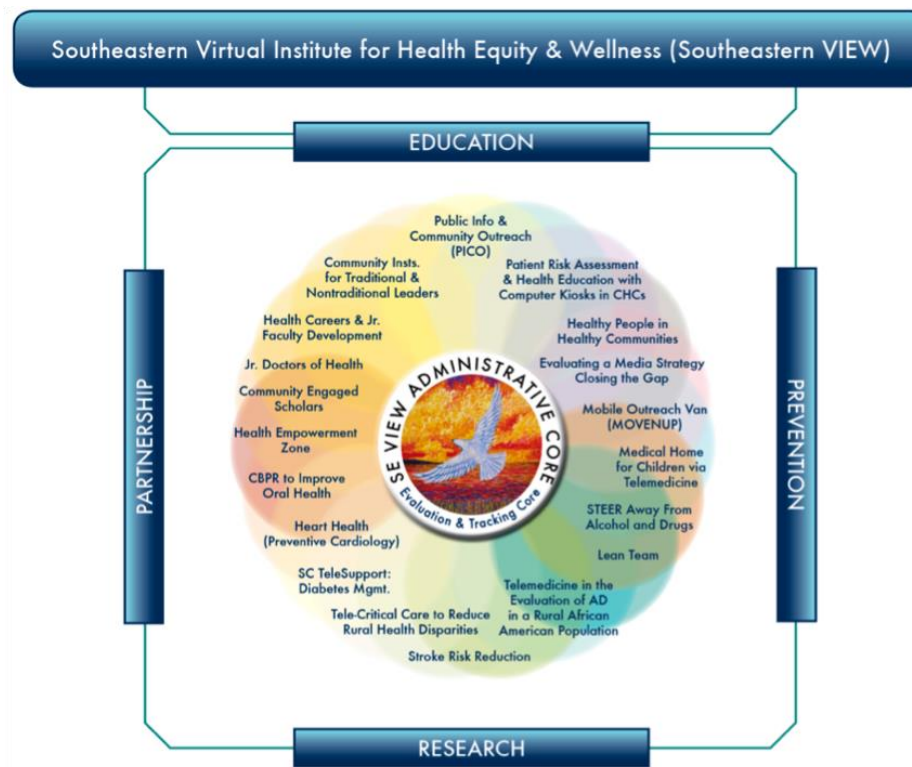 Southeastern Virtual Institute for Health Equity & Wellness (Southeastern VIEW)
EDUCATION
PARTNERSHIP
PREVENTION
Public Info &
Community Outreach
(PICO)
Patient Risk Assessment
& Health Education with
Computer Kiosks in CHCs
Healthy People in
Healthy Communities
Evaluating a Media Strategy
Closing the Gap
Mobile Outreach Van
(MOVENUP)
Medical Home
for Children via
Telemedicine
STEER Away From
Alcohol and Drugs
Lean Team
Telemedicine in the
Evaluation of AD
in a Rural African
American Population
Stroke Risk Reduction
Tele-Critical Care to Reduce
Rural Health Disparities
SC TeleSupport:
Diabetes Mgmt.
Heart Health
(Preventive Cardiology)
CBPR to Improve
Oral Health
Health Empowerment
Zone
Community Engaged
Scholars
Jr. Doctors of Health
Health Careers & Jr.
Faculty Development
Community Insts.
for Traditional &
Nontraditional Leaders
SE VIEW ADMINISTRATIVE CORE
Evaluation & Tracking Core
RESEARCH